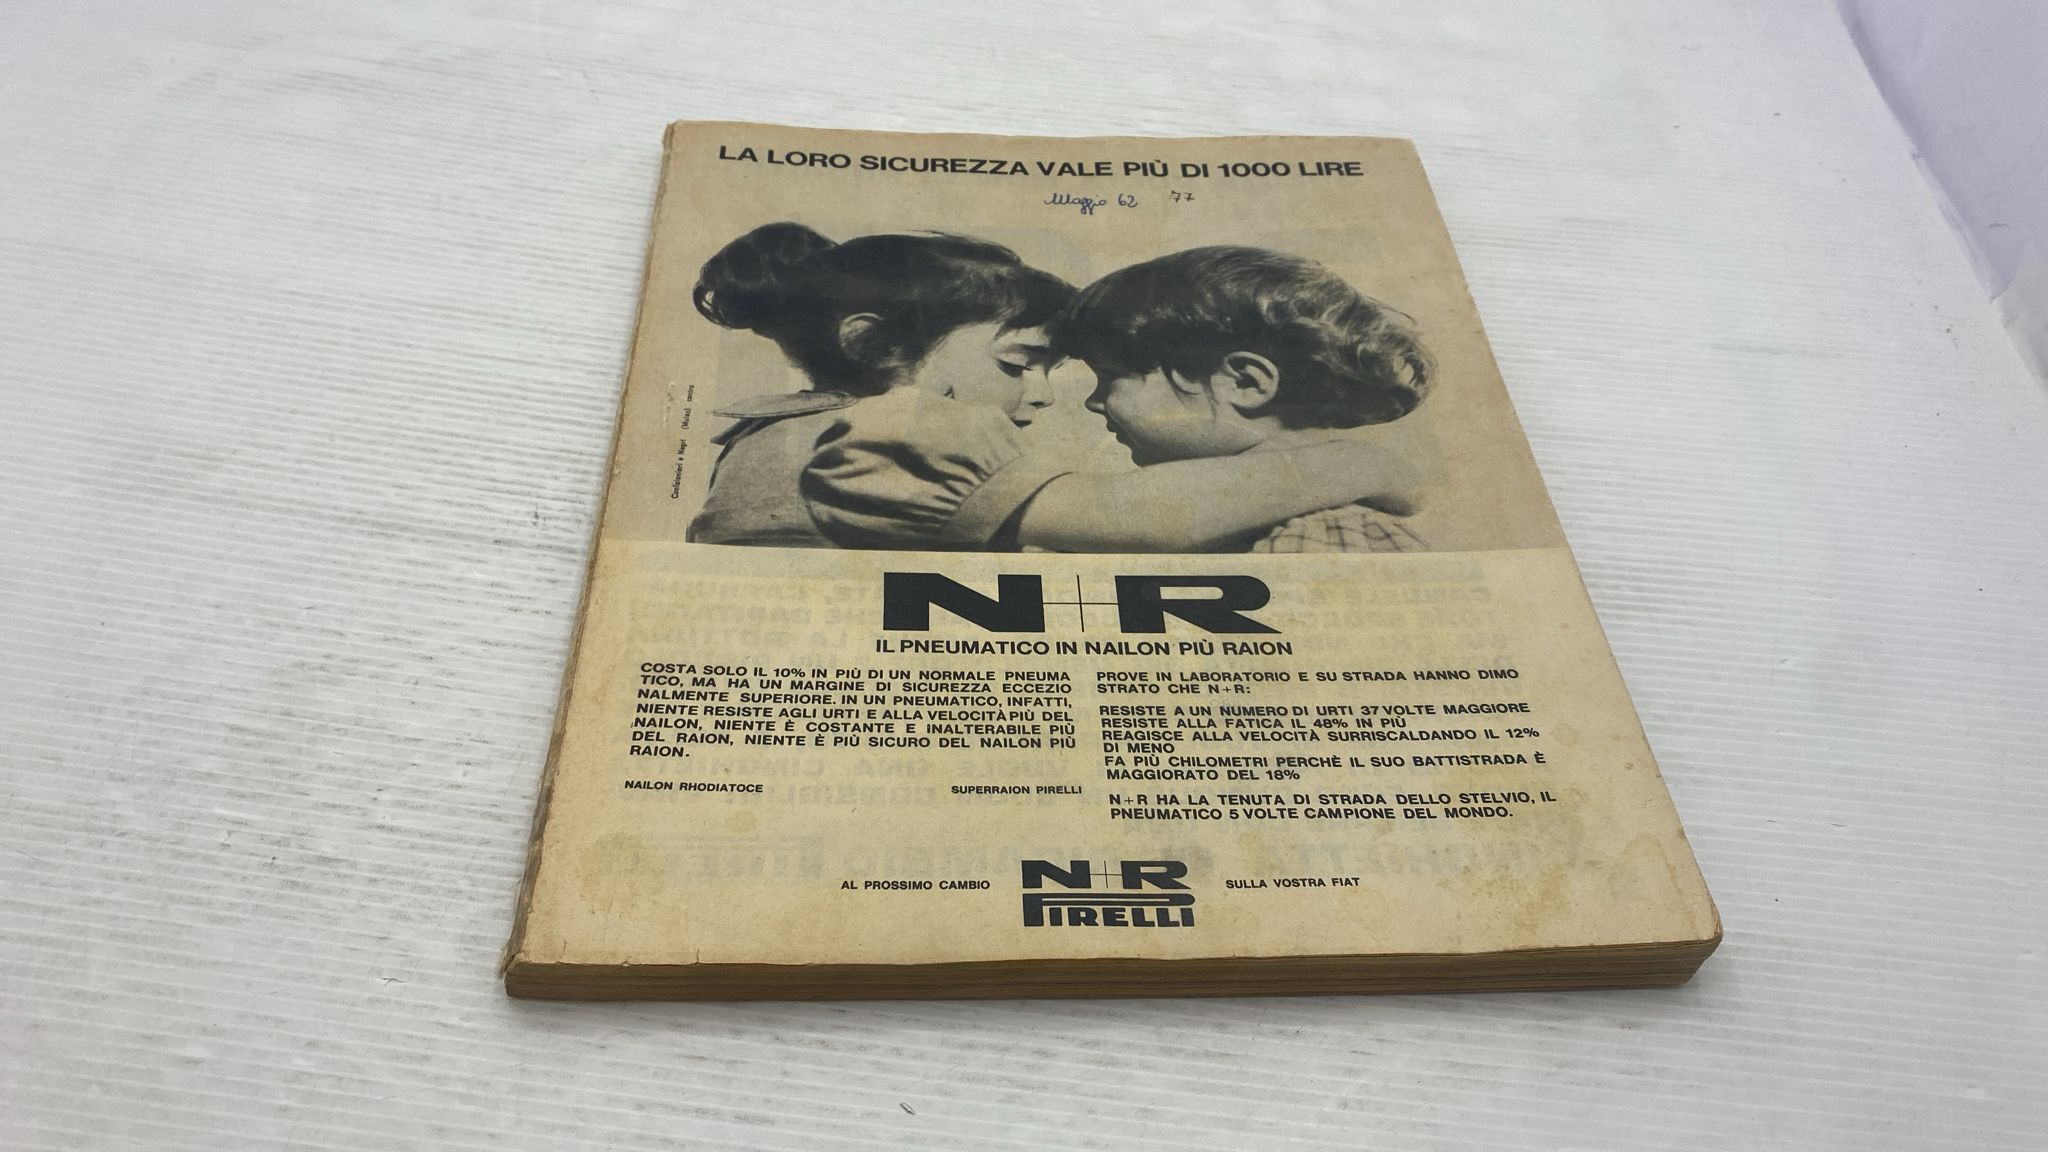 LA LORO SICUREZZA VALE PIÙ DI 1000 LIRE
Maggio 62 77
Confalonieri e Negri (Milano)
N+R
IL PNEUMATICO IN NAILON PIÙ RAION
COSTA SOLO IL 10% IN PIÙ DI UN NORMALE PNEUMA
TICO, MA HA UN MARGINE DI SICUREZZA ECCEZIO
NALMENTE SUPERIORE. IN UN PNEUMATICO, INFATTI,
NIENTE RESISTE AGLI URTI E ALLA VELOCITÀ PIÙ DEL
NAILON, NIENTE È COSTANTE E INALTERABILE PIÙ
DEL RAION, NIENTE È PIÙ SICURO DEL NAILON PIÙ
RAION.
NAILON RHODIATOCE
SUPERRAION PIRELLI
PROVE IN LABORATORIO E SU STRADA HANNO DIMO
STRATO CHE N+R:
RESISTE A UN NUMERO DI URTI 37 VOLTE MAGGIORE
RESISTE ALLA FATICA IL 48% IN PIÙ
REAGISCE ALLA VELOCITÀ SURRISCALDANDO IL 12%
DI MENO
FA PIÙ CHILOMETRI PERCHÈ IL SUO BATTISTRADA È
MAGGIORATO DEL 18%
N+R HA LA TENUTA DI STRADA DELLO STELVIO, IL
PNEUMATICO 5 VOLTE CAMPIONE DEL MONDO.
AL PROSSIMO CAMBIO
N+R
PIRELLI
SULLA VOSTRA FIAT